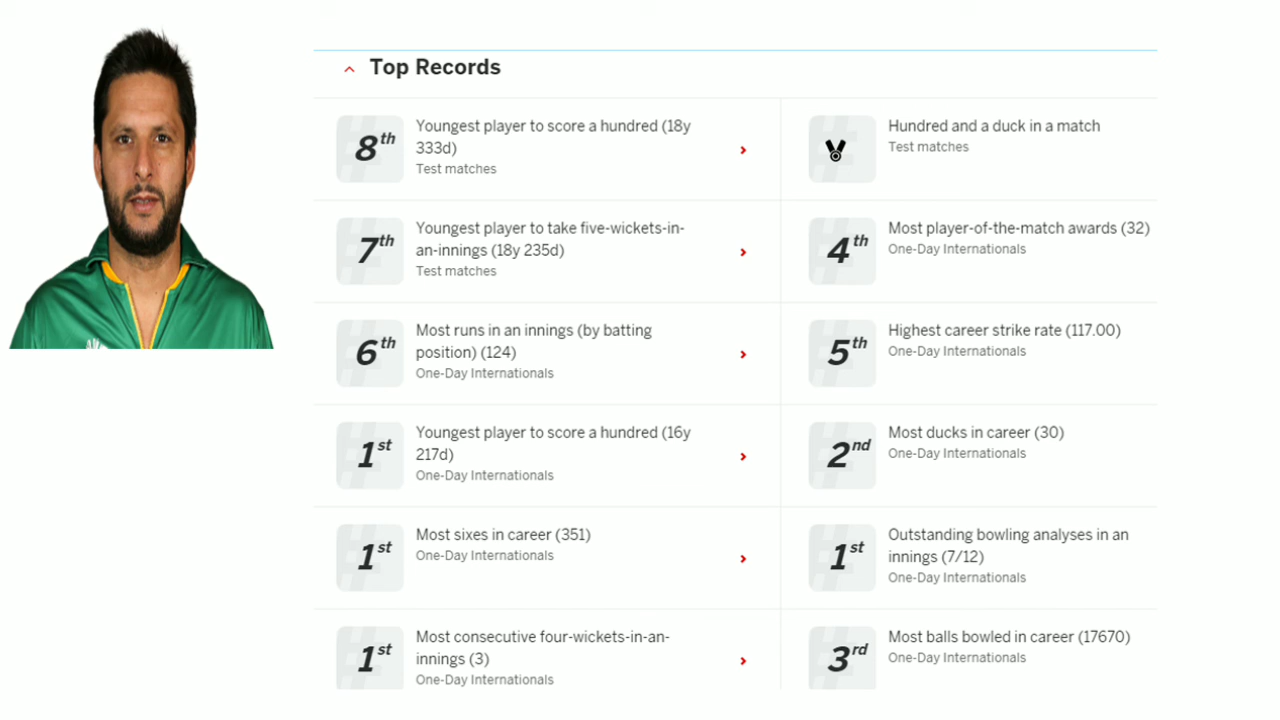 Top Records
8th
Youngest player to score a hundred (18y
333d)
Test matches
Hundred and a duck in a match
Test matches
7th
Youngest player to take five-wickets-in-
an-innings (18y 235d)
Test matches
4th
Most player-of-the-match awards (32)
One-Day Internationals
6th
Most runs in an innings (by batting
position) (124)
One-Day Internationals
5th
Highest career strike rate (117.00)
One-Day Internationals
1st
Youngest player to score a hundred (16y
217d)
One-Day Internationals
2nd
Most ducks in career (30)
One-Day Internationals
1st
Most sixes in career (351)
One-Day Internationals
1st
Outstanding bowling analyses in an
innings (7/12)
One-Day Internationals
1st
Most consecutive four-wickets-in-an-
innings (3)
One-Day Internationals
3rd
Most balls bowled in career (17670)
One-Day Internationals